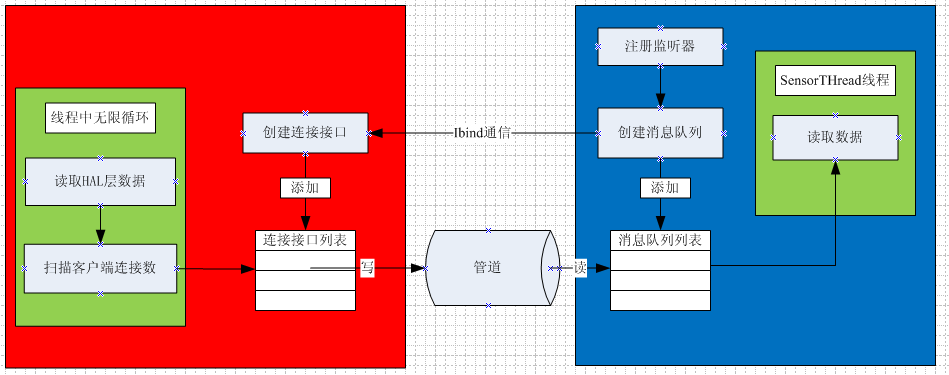 线程中无限循环
读取HAL层数据
扫描客户端连接数
创建连接接口
添加
连接接口列表
写
Ibind通信
管道
读
注册监听器
创建消息队列
添加
消息队列列表
SensorTHread线程
读取数据